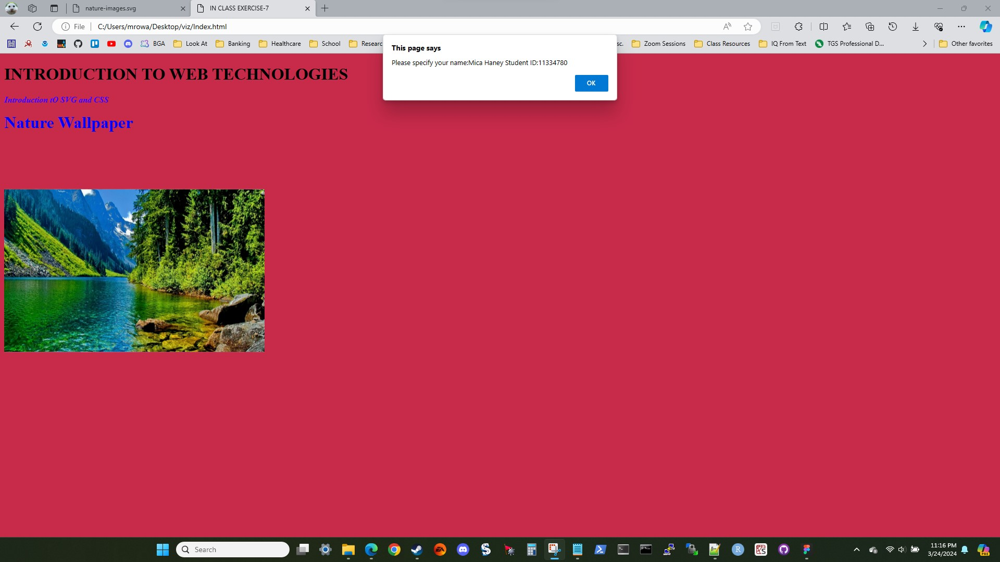 nature-images.svg
IN CLASS EXERCISE-7
File
C:/Users/mrowa/Desktop/viz/Index.html
BGA
Look At
Banking
Healthcare
School
Researc
sc.
Zoom Sessions
Class Resources
IQ From Text
TGS Professional D...
Other favorites
This page says
Please specify your name:Mica Haney Student ID:11334780
OK
INTRODUCTION TO WEB TECHNOLOGIES
Introduction tO SVG and CSS
Nature Wallpaper
Search
11:16 PM
3/24/2024